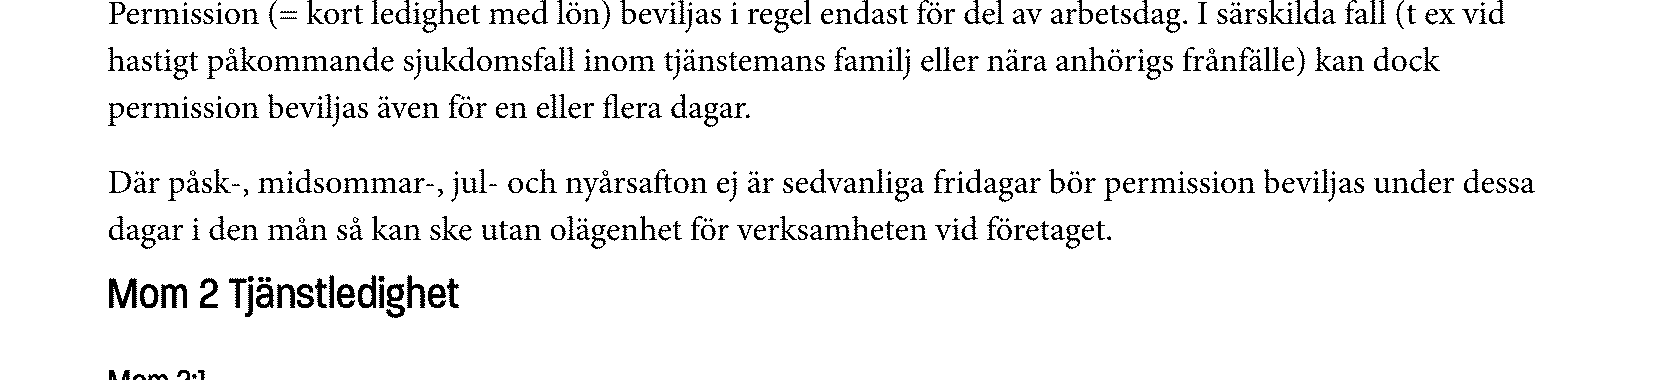 Permission (= kort ledighet med lön) beviljas i regel endast för del av arbetsdag. I särskilda fall (t ex vid
hastigt påkommande sjukdomsfall inom tjänstemans familj eller nära anhörigs frånfälle) kan dock
permission beviljas även för en eller flera dagar.
Där påsk-, midsommar-, jul- och nyårsafton ej är sedvanliga fridagar bör permission beviljas under dessa
dagar i den mån så kan ske utan olägenhet för verksamheten vid företaget.
Mom 2 Tjänstledighet
Mom 2:1